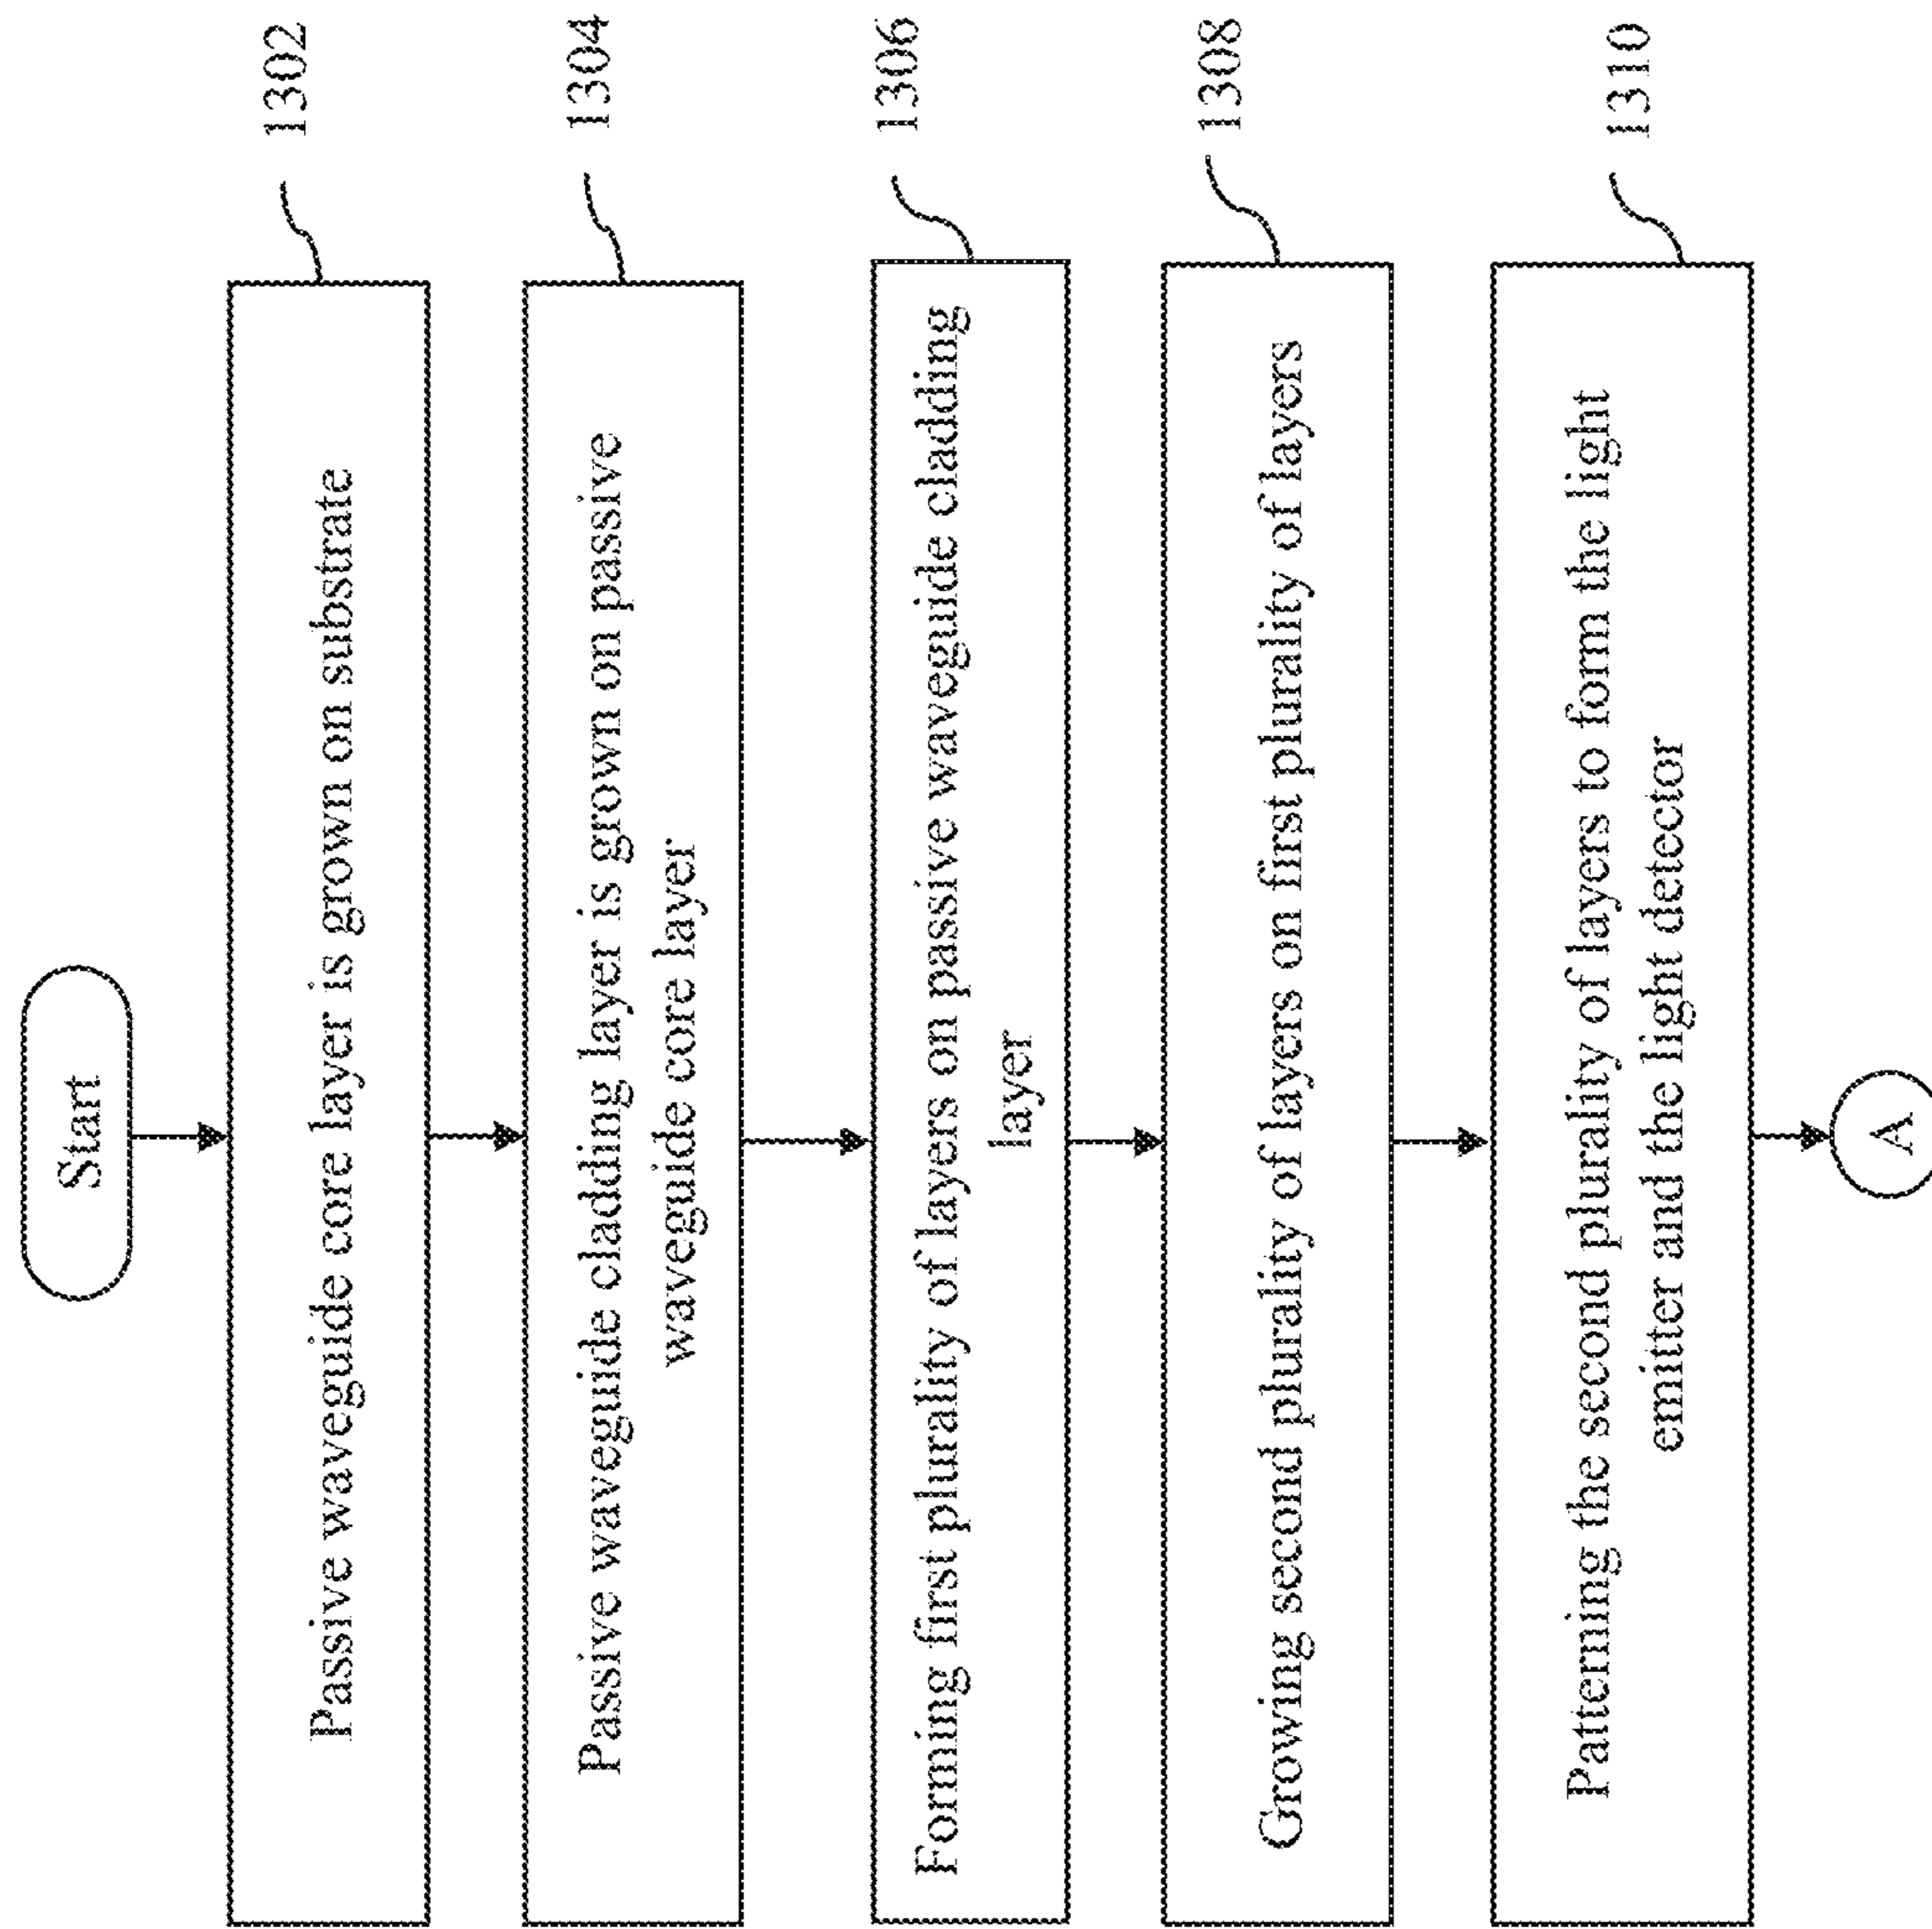 Start
Passive waveguide core layer is grown on substrate
1302
Passive waveguide cladding layer is grown on passive
waveguide core layer
1304
Forming first plurality of layers on passive waveguide cladding
layer
1306
Growing second plurality of layers on first plurality of layers
1308
Patterning the second plurality of layers to form the light
emitter and the light detector
1310
A